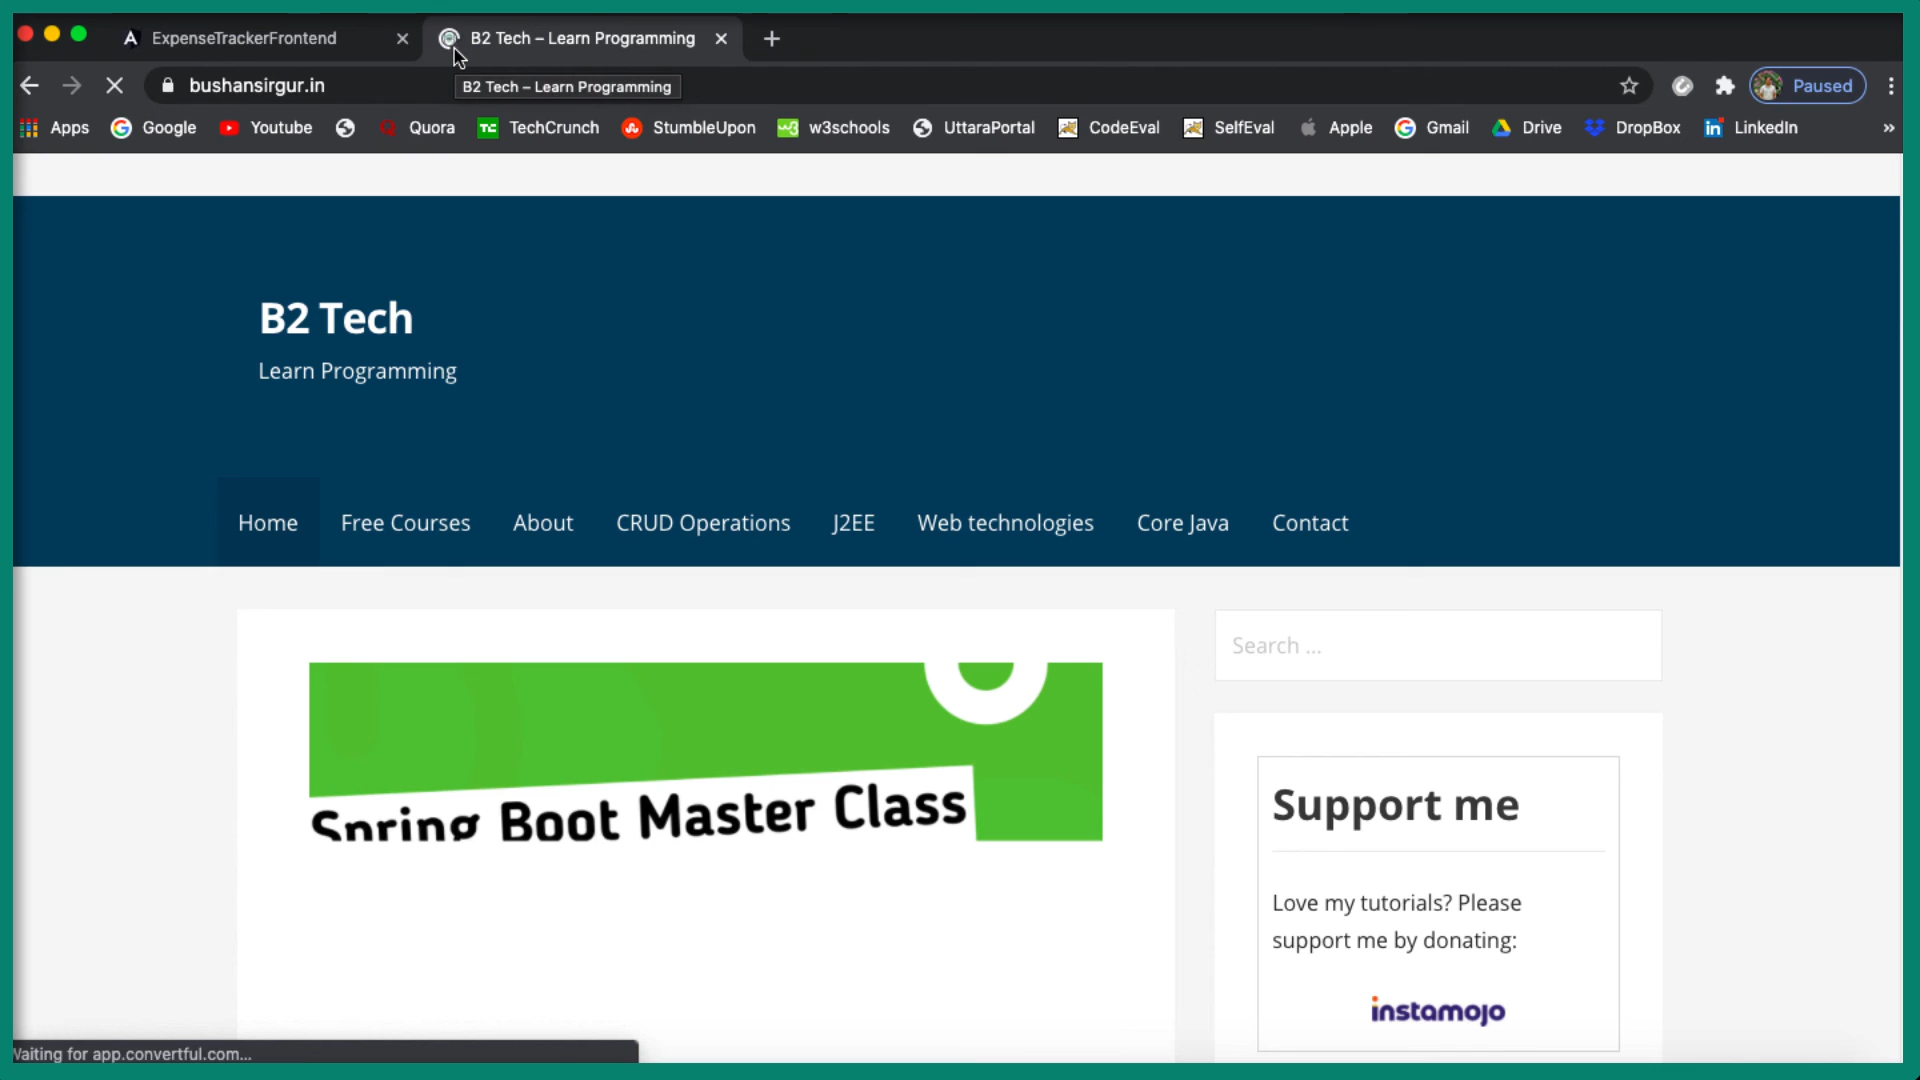 ExpenseTrackerFrontend
B2 Tech – Learn Programming
bushansirgur.in
B2 Tech – Learn Programming
Paused
Apps Google Youtube Quora TechCrunch StumbleUpon w3schools UttaraPortal CodeEval SelfEval Apple Gmail Drive DropBox LinkedIn »
B2 Tech
Learn Programming
Home Free Courses About CRUD Operations J2EE Web technologies Core Java Contact
Search ...
Spring Boot Master Class
Support me
Love my tutorials? Please
support me by donating:
instamojo
Waiting for app.convertful.com...